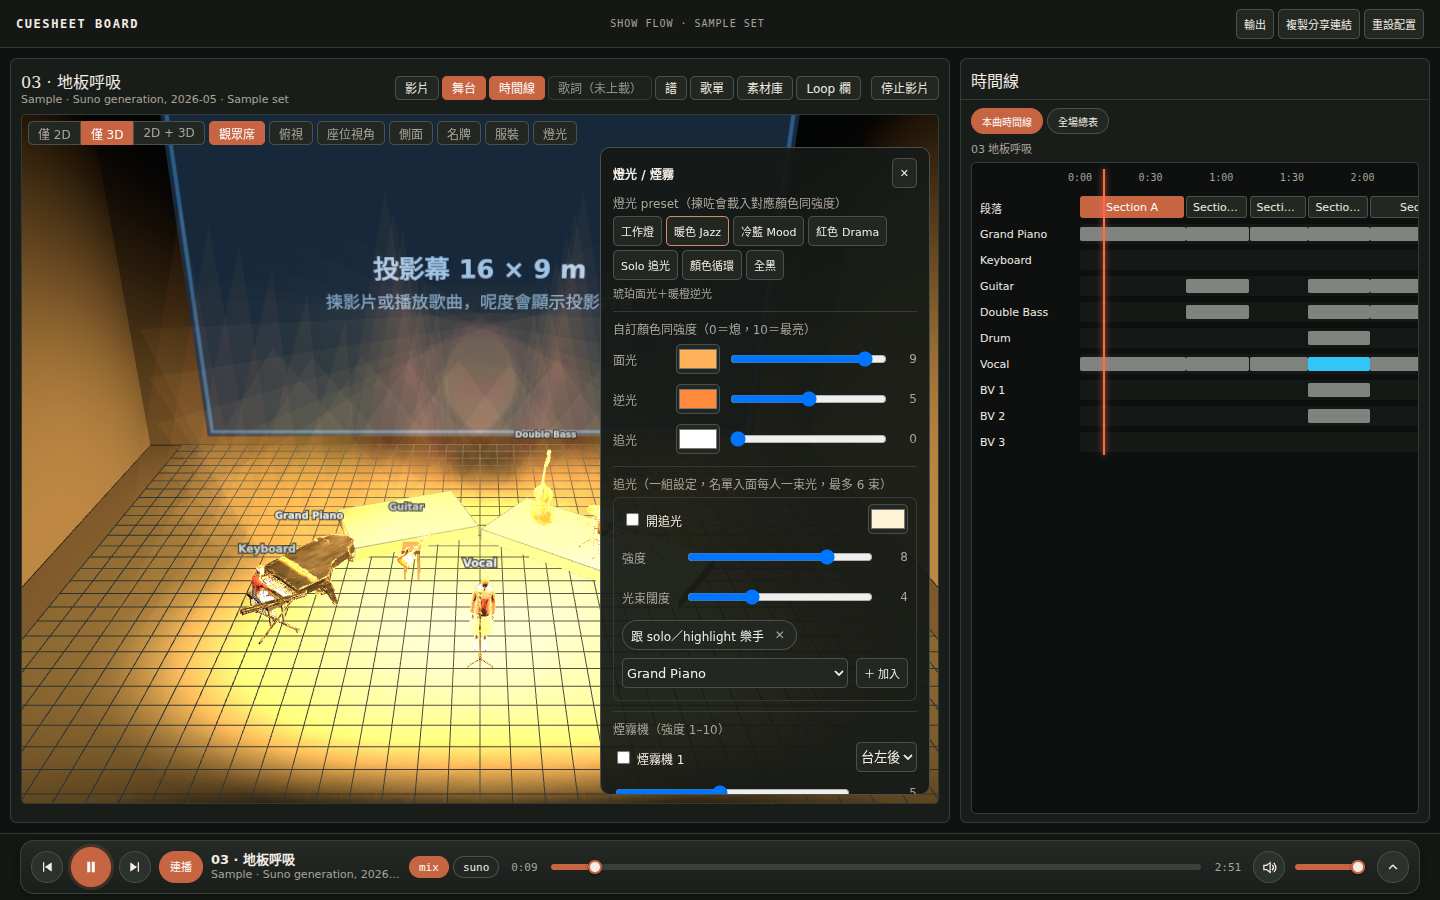 CUESHEET BOARD
SHOW FLOW · SAMPLE SET
輸出
複製分享連結
重設配置
03 · 地板呼吸
Sample · Suno generation, 2026-05 · Sample set
影片
舞台
時間線
歌詞（未上載）
譜
歌單
素材庫
Loop 欄
停止影片
僅 2D
僅 3D
2D + 3D
觀眾席
俯視
座位視角
側面
名牌
服裝
燈光
投影幕 16 × 9 m
揀影片或播放歌曲，呢度會顯示投影
Double Bass
Grand Piano
Guitar
Keyboard
Vocal
燈光 / 煙霧
×
燈光 preset（揀咗會載入對應顏色同強度）
工作燈
暖色 Jazz
冷藍 Mood
紅色 Drama
Solo 追光
顏色循環
全黑
琥珀面光＋暖橙逆光
自訂顏色同強度（0＝熄，10＝最亮）
面光 9
逆光 5
追光 0
追光（一組設定，名單入面每人一束光，最多 6 束）
開追光
強度 8
光束闊度 4
跟 solo／highlight 樂手 ×
Grand Piano
＋ 加入
煙霧機（強度 1–10）
煙霧機 1
台左後
5
時間線
本曲時間線
全場總表
03 地板呼吸
0:00 0:30 1:00 1:30 2:00
段落 Section A Sectio… Secti… Sectio… Sec
Grand Piano
Keyboard
Guitar
Double Bass
Drum
Vocal
BV 1
BV 2
BV 3
連播
03 · 地板呼吸
Sample · Suno generation, 2026…
mix
suno
0:09
2:51